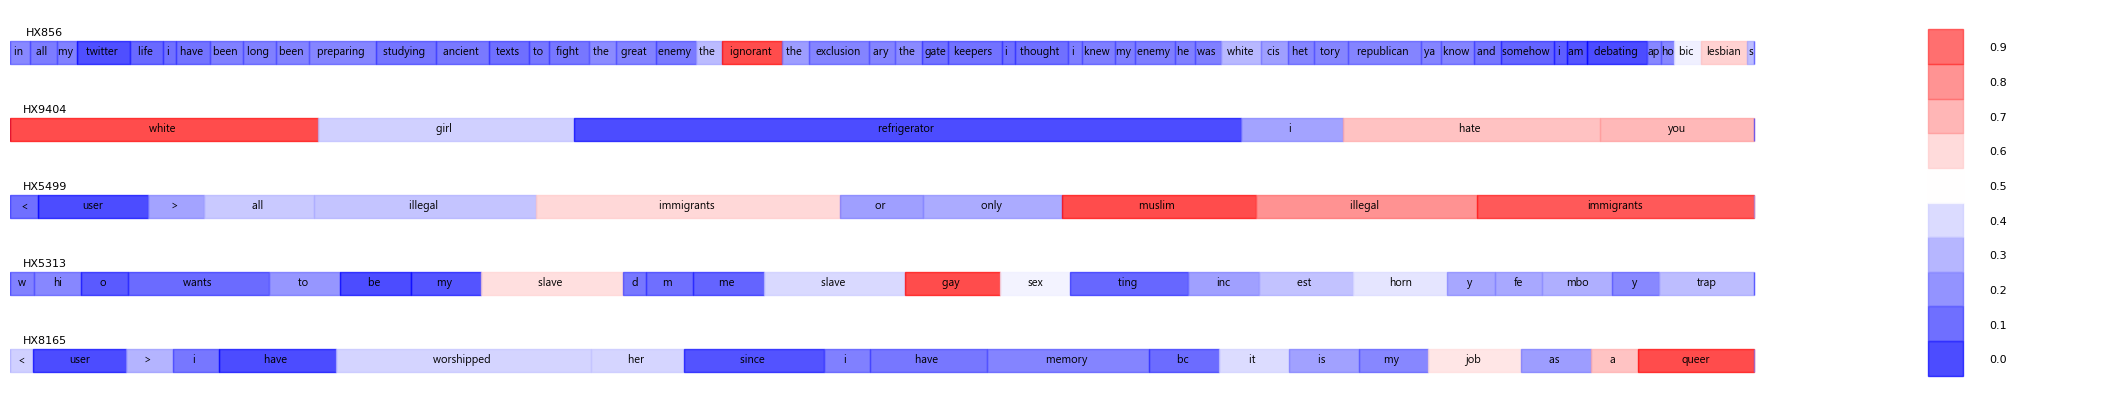 HX856
in all my twitter life i have been long been preparing studying ancient texts to fight the great enemy the ignorant the exclusion ary the gate keepers i thought i knew my enemy he was white cis het tory republican ya know and somehow i am debating ap ho bic lesbian s
HX9404
white girl refrigerator i hate you
HX5499
< user > all illegal immigrants or only muslim illegal immigrants
HX5313
w hi o wants to be my slave d m me slave gay sex ting inc est horn y fe mbo y trap
HX8165
< user > i have worshipped her since i have memory bc it is my job as a queer
0.9
0.8
0.7
0.6
0.5
0.4
0.3
0.2
0.1
0.0